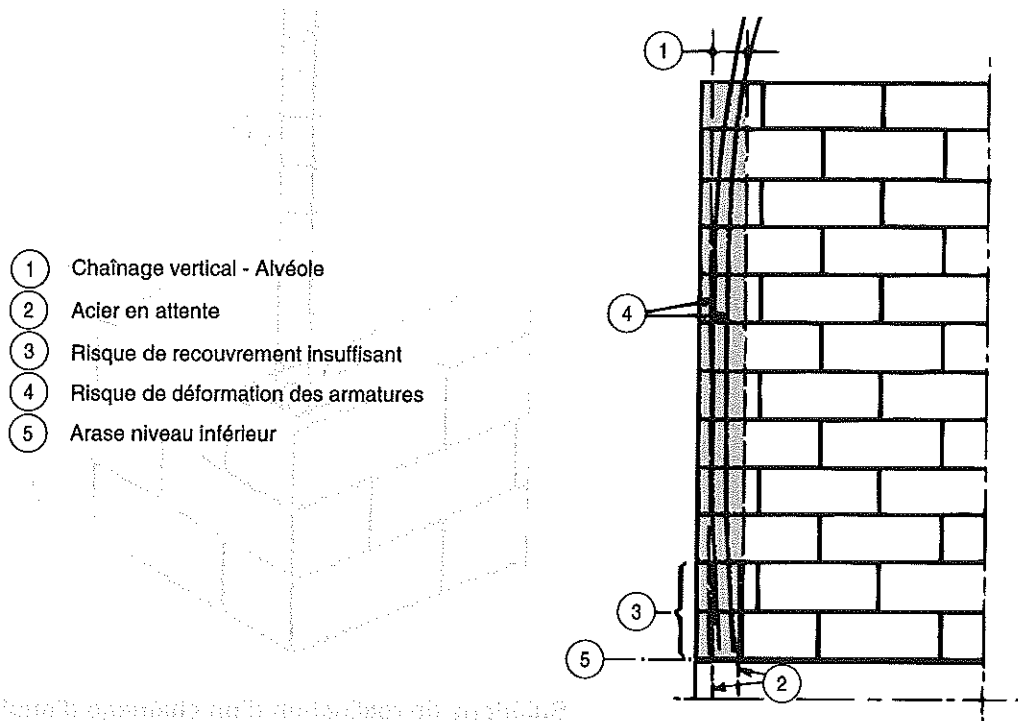 1 Chaînage vertical - Alvéole
2 Acier en attente
3 Risque de recouvrement insuffisant
4 Risque de déformation des armatures
5 Arase niveau inférieur
1
4
3
5
2